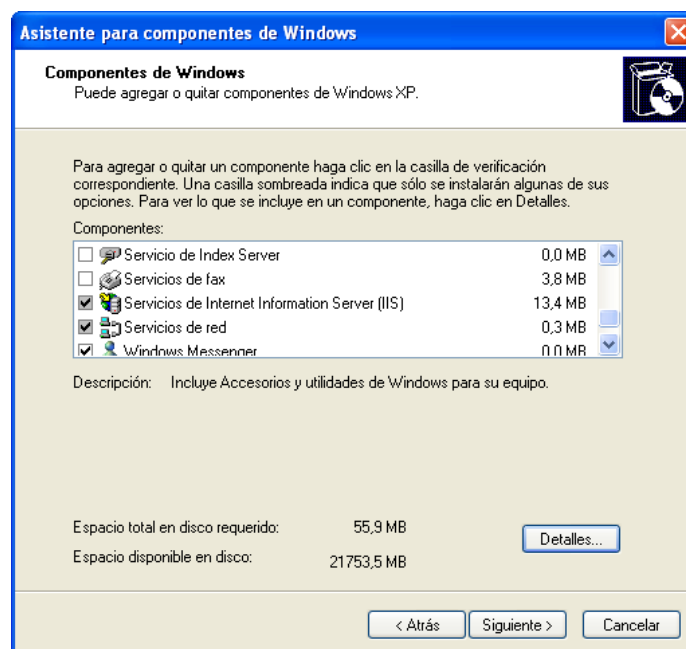 Asistente para componentes de Windows
Componentes de Windows
Puede agregar o quitar componentes de Windows XP.
Para agregar o quitar un componente haga clic en la casilla de verificación
correspondiente. Una casilla sombreada indica que sólo se instalarán algunas de sus
opciones. Para ver lo que se incluye en un componente, haga clic en Detalles.
Componentes:
Servicio de Index Server 0,0 MB
Servicios de fax 3,8 MB
Servicios de Internet Information Server (IIS) 13,4 MB
Servicios de red 0,3 MB
Windows Messenger 0,0 MB
Descripción: Incluye Accesorios y utilidades de Windows para su equipo.
Espacio total en disco requerido: 55,9 MB
Espacio disponible en disco: 21753,5 MB
Detalles...
< Atrás Siguiente > Cancelar